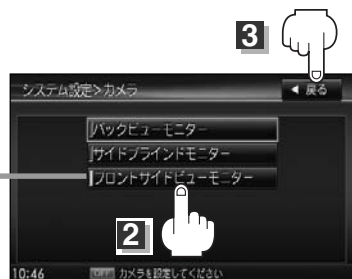 3
システム設定>カメラ
◀ 戻る
バックビューモニター
サイドブラインドモニター
フロントサイドビューモニター
2
10:46 OFF カメラを設定してください